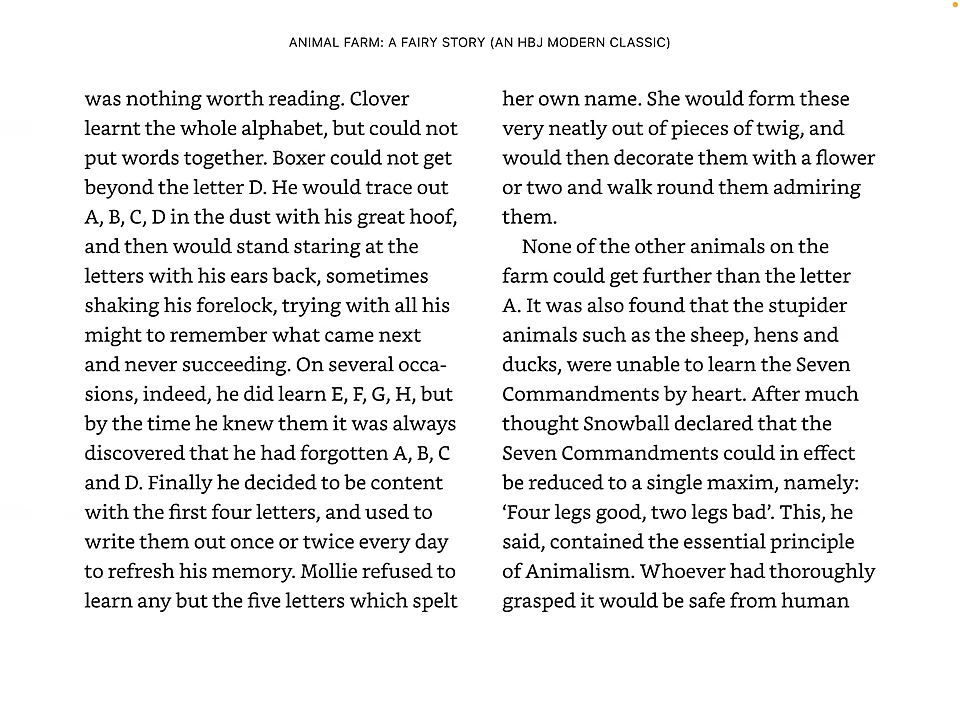 ANIMAL FARM: A FAIRY STORY (AN HBJ MODERN CLASSIC)
was nothing worth reading. Clover
learnt the whole alphabet, but could not
put words together. Boxer could not get
beyond the letter D. He would trace out
A, B, C, D in the dust with his great hoof,
and then would stand staring at the
letters with his ears back, sometimes
shaking his forelock, trying with all his
might to remember what came next
and never succeeding. On several occa-
sions, indeed, he did learn E, F, G, H, but
by the time he knew them it was always
discovered that he had forgotten A, B, C
and D. Finally he decided to be content
with the first four letters, and used to
write them out once or twice every day
to refresh his memory. Mollie refused to
learn any but the five letters which spelt
her own name. She would form these
very neatly out of pieces of twig, and
would then decorate them with a flower
or two and walk round them admiring
them.
None of the other animals on the
farm could get further than the letter
A. It was also found that the stupider
animals such as the sheep, hens and
ducks, were unable to learn the Seven
Commandments by heart. After much
thought Snowball declared that the
Seven Commandments could in effect
be reduced to a single maxim, namely:
‘Four legs good, two legs bad’. This, he
said, contained the essential principle
of Animalism. Whoever had thoroughly
grasped it would be safe from human